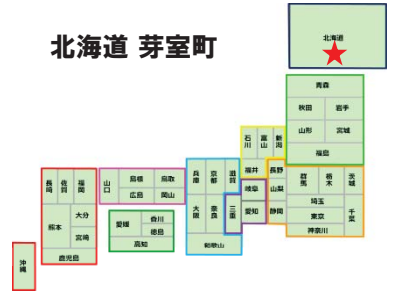 北海道 芽室町
北海道
青森
秋田 岩手
山形 宮城
福島
石川 富山 新潟
福井 長野
群馬 栃木 茨城
埼玉
東京
神奈川
千葉
岐阜 山梨
愛知 静岡
兵庫 京都 滋賀
大阪 奈良 三重
和歌山
山口 島根 鳥取
広島 岡山
愛媛 香川
徳島
高知
長崎 佐賀 福岡
熊本 大分
宮崎
鹿児島
沖縄